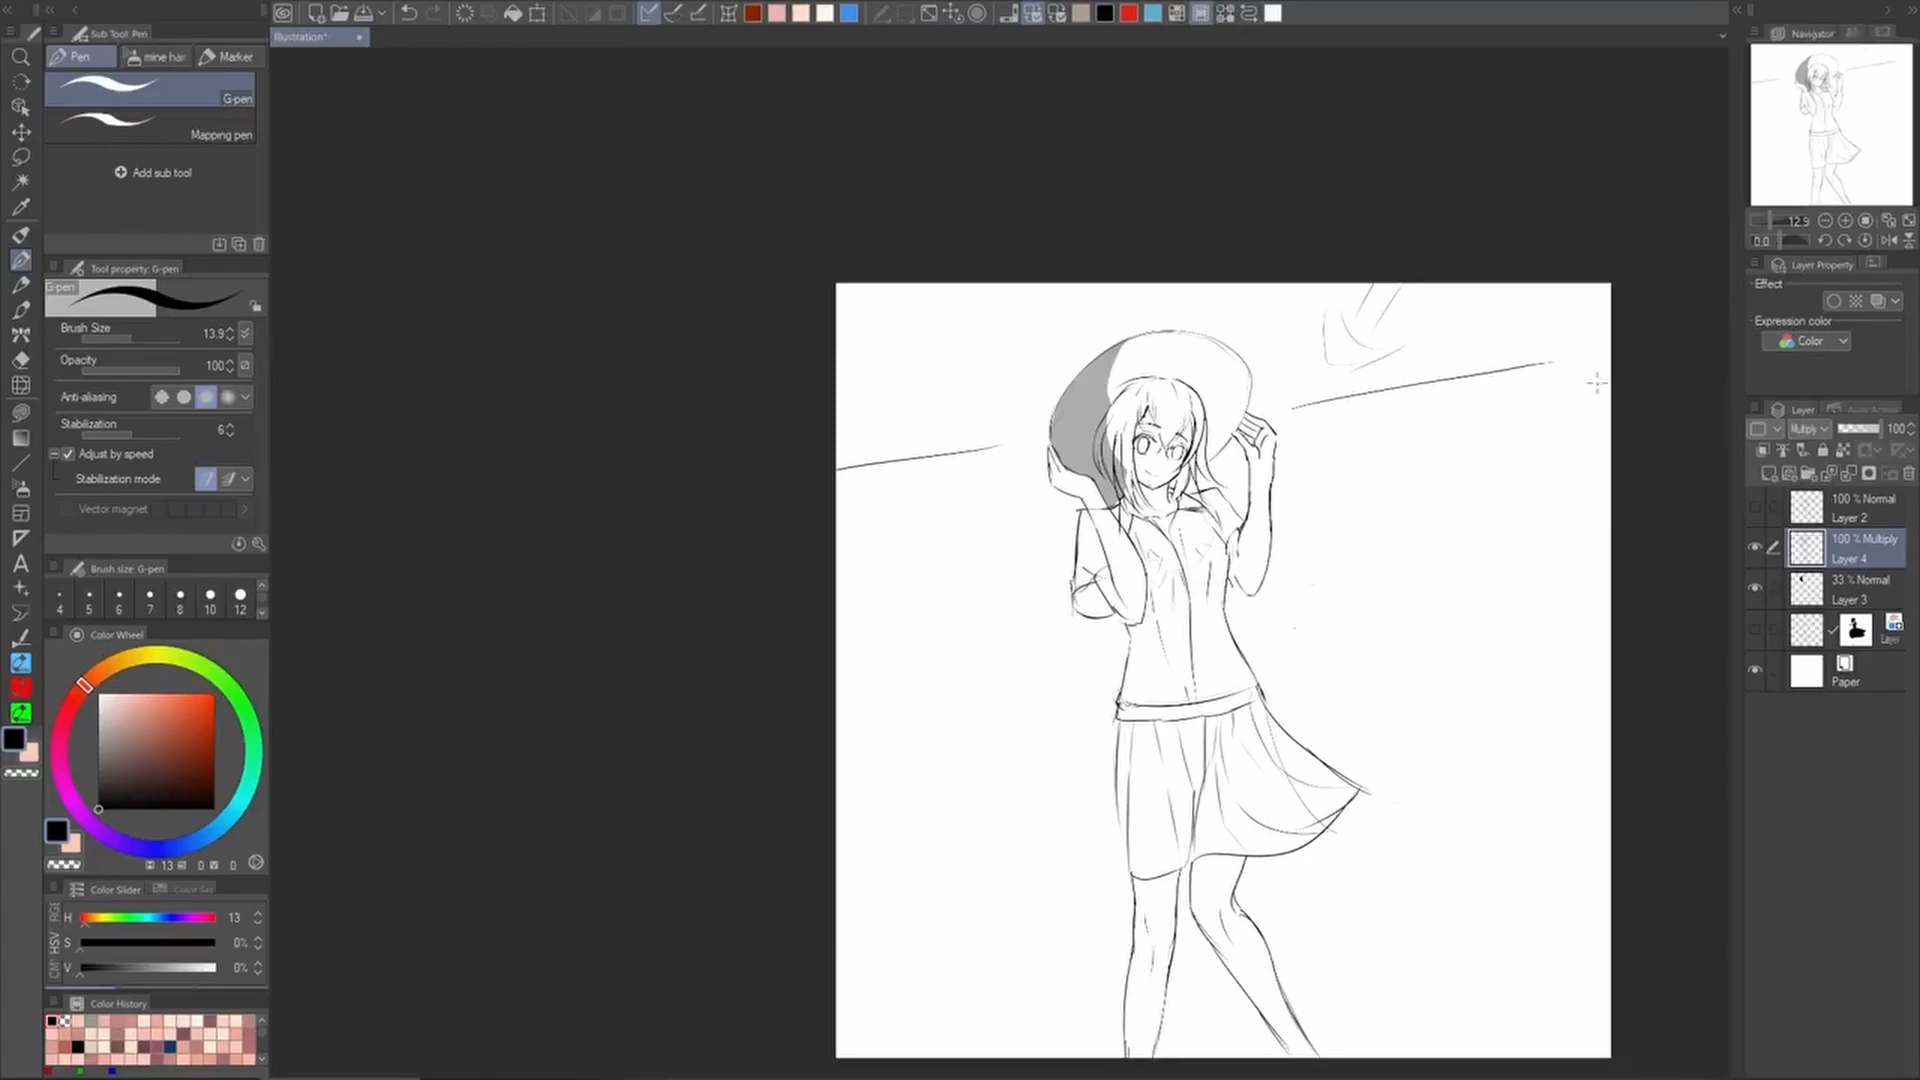 Sub Tool: Pen
Pen
Marker
G-pen
Mapping pen
Add sub tool
Tool property: G-pen
G-pen
Brush Size
13.9
Opacity
100
Anti-aliasing
Stabilization
6
Adjust by speed
Stabilization mode
Vector magnet
Brush size: G-pen
4
5
6
7
8
10
12
Color Wheel
13
0
0
Color Slider
Color Set
H
13
S
0%
V
0%
HSV
Color History
Illustration*
Navigator
12.9
0.0
Layer Property
Effect
Expression color
Color
Layer
Multiply
100
100 % Normal
Layer 2
100 % Multiply
Layer 4
33 % Normal
Layer 3
Layer
Paper
A